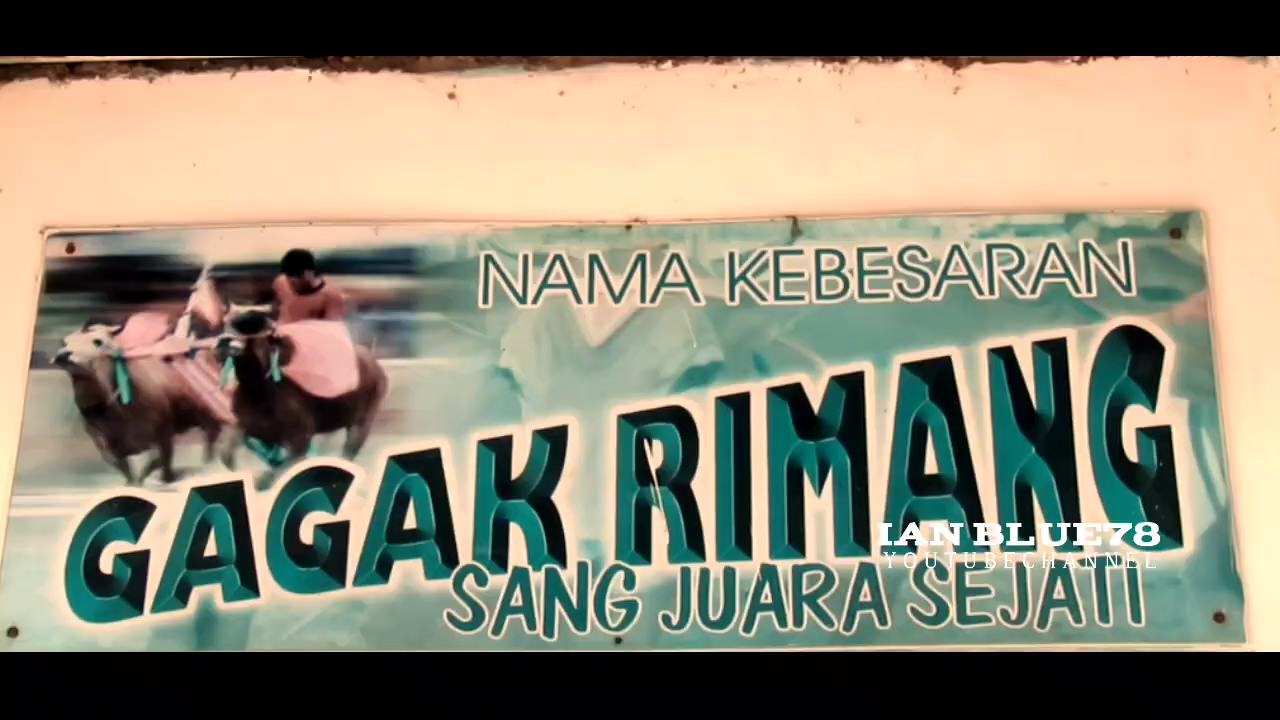 NAMA KEBESARAN
GAGAK RIMANG
SANG JUARA SEJATI
IAN BLUE78
YOUTUBECHANNEL